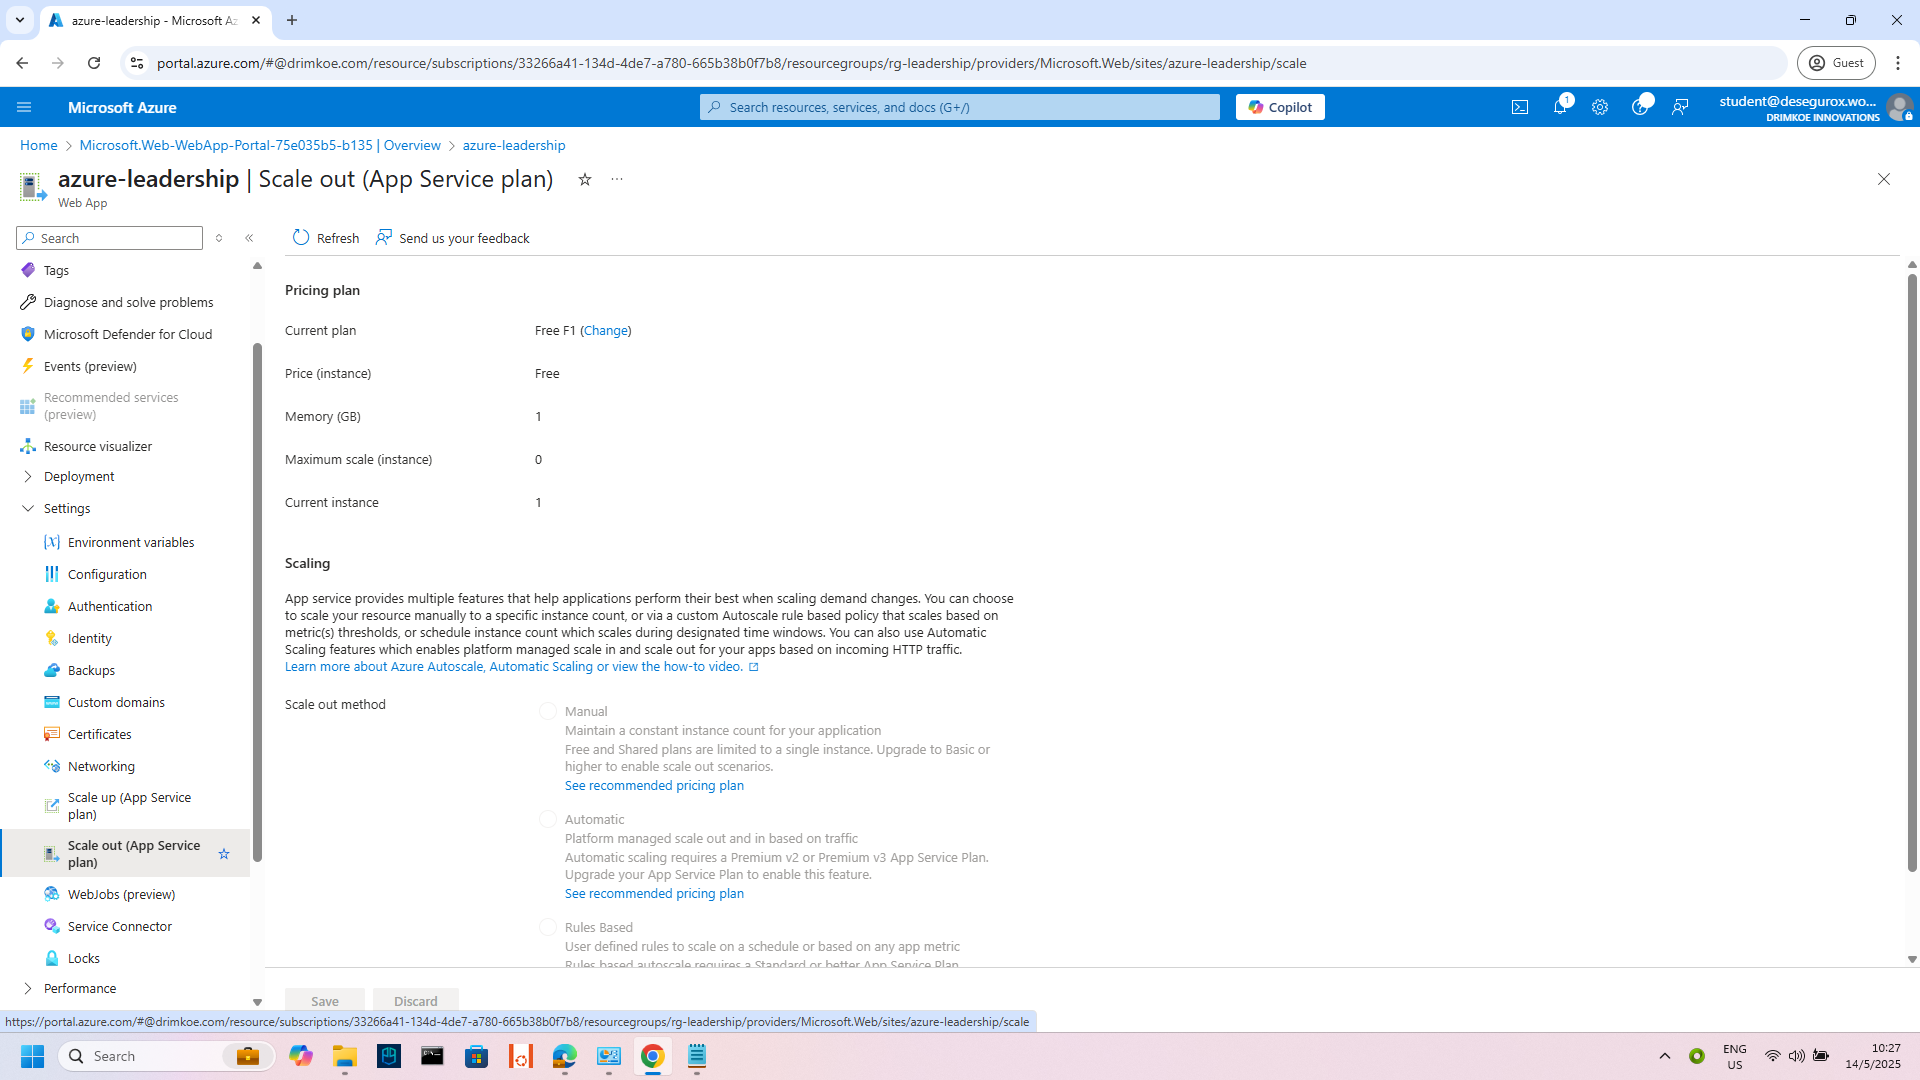 azure-leadership - Microsoft Az
portal.azure.com/#@drimkoe.com/resource/subscriptions/33266a41-134d-4de7-a780-665b38b0f7b8/resourcegroups/rg-leadership/providers/Microsoft.Web/sites/azure-leadership/scale
Guest
Microsoft Azure
Search resources, services, and docs (G+/)
Copilot
1
student@desegurox.wo...
DRIMKOE INNOVATIONS
Home > Microsoft.Web-WebApp-Portal-75e035b5-b135 | Overview > azure-leadership
azure-leadership | Scale out (App Service plan)
Web App
Search
Refresh
Send us your feedback
Tags
Diagnose and solve problems
Microsoft Defender for Cloud
Events (preview)
Recommended services
(preview)
Resource visualizer
Deployment
Settings
Environment variables
Configuration
Authentication
Identity
Backups
Custom domains
Certificates
Networking
Scale up (App Service
plan)
Scale out (App Service
plan)
WebJobs (preview)
Service Connector
Locks
Performance
Pricing plan
Current plan
Free F1 (Change)
Price (instance)
Free
Memory (GB)
1
Maximum scale (instance)
0
Current instance
1
Scaling
App service provides multiple features that help applications perform their best when scaling demand changes. You can choose
to scale your resource manually to a specific instance count, or via a custom Autoscale rule based policy that scales based on
metric(s) thresholds, or schedule instance count which scales during designated time windows. You can also use Automatic
Scaling features which enables platform managed scale in and scale out for your apps based on incoming HTTP traffic.
Learn more about Azure Autoscale, Automatic Scaling or view the how-to video.
Scale out method
Manual
Maintain a constant instance count for your application
Free and Shared plans are limited to a single instance. Upgrade to Basic or
higher to enable scale out scenarios.
See recommended pricing plan
Automatic
Platform managed scale out and in based on traffic
Automatic scaling requires a Premium v2 or Premium v3 App Service Plan.
Upgrade your App Service Plan to enable this feature.
See recommended pricing plan
Rules Based
User defined rules to scale on a schedule or based on any app metric
Rules based autoscale requires a Standard or better App Service Plan
Save
Discard
https://portal.azure.com/#@drimkoe.com/resource/subscriptions/33266a41-134d-4de7-a780-665b38b0f7b8/resourcegroups/rg-leadership/providers/Microsoft.Web/sites/azure-leadership/scale
Search
ENG
US
10:27
14/5/2025